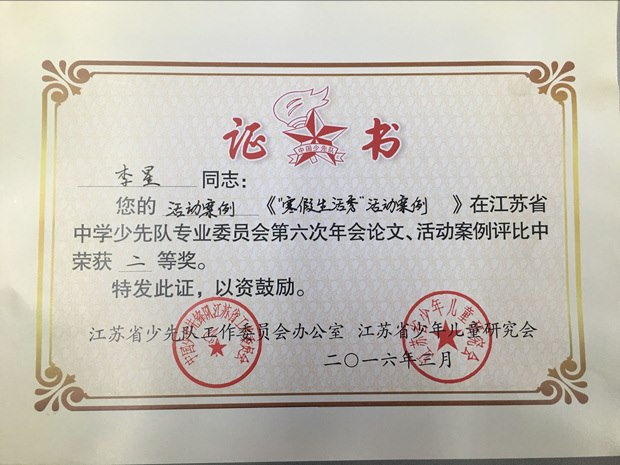 证书
中国少先队
李星 同志：
您的 活动案例 《“寒假生活秀”活动案例 》在江苏省
中学少先队专业委员会第六次年会论文、活动案例评比中
荣获 二 等奖。
特发此证，以资鼓励。
江苏省少先队工作委员会办公室 江苏省少年儿童研究会
二〇一六年三月